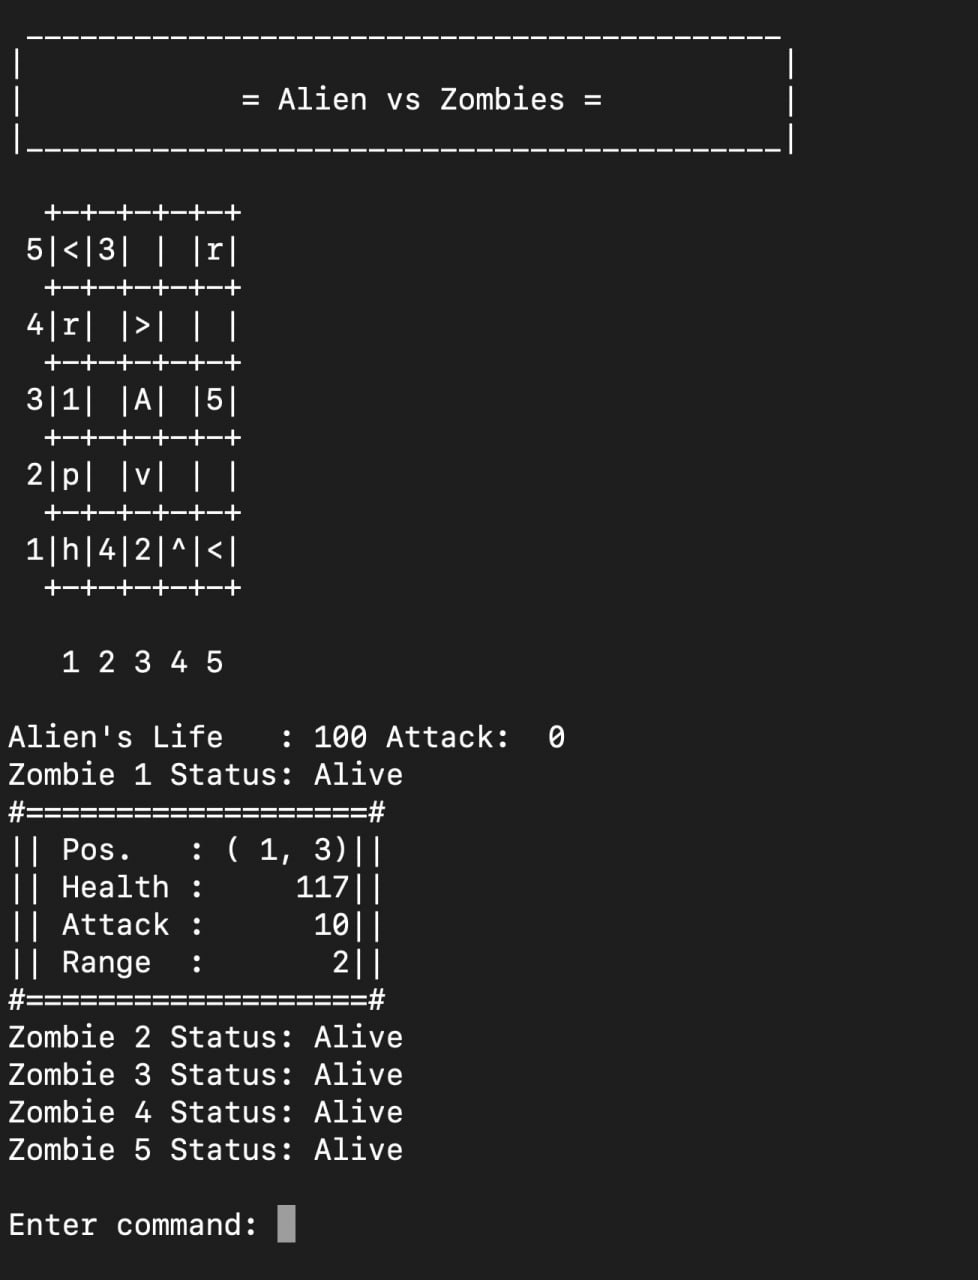 = Alien vs Zombies =
+-+-+-+-+-+
5|<|3| | |r|
+-+-+-+-+-+
4|r| |>| | |
+-+-+-+-+-+
3|1| |A| |5|
+-+-+-+-+-+
2|p| |v| | |
+-+-+-+-+-+
1|h|4|2|^|<|
+-+-+-+-+-+
1 2 3 4 5
Alien's Life   : 100 Attack:  0
Zombie 1 Status: Alive
#===================#
|| Pos.   : ( 1, 3)||
|| Health :     117||
|| Attack :      10||
|| Range  :       2||
#===================#
Zombie 2 Status: Alive
Zombie 3 Status: Alive
Zombie 4 Status: Alive
Zombie 5 Status: Alive
Enter command: